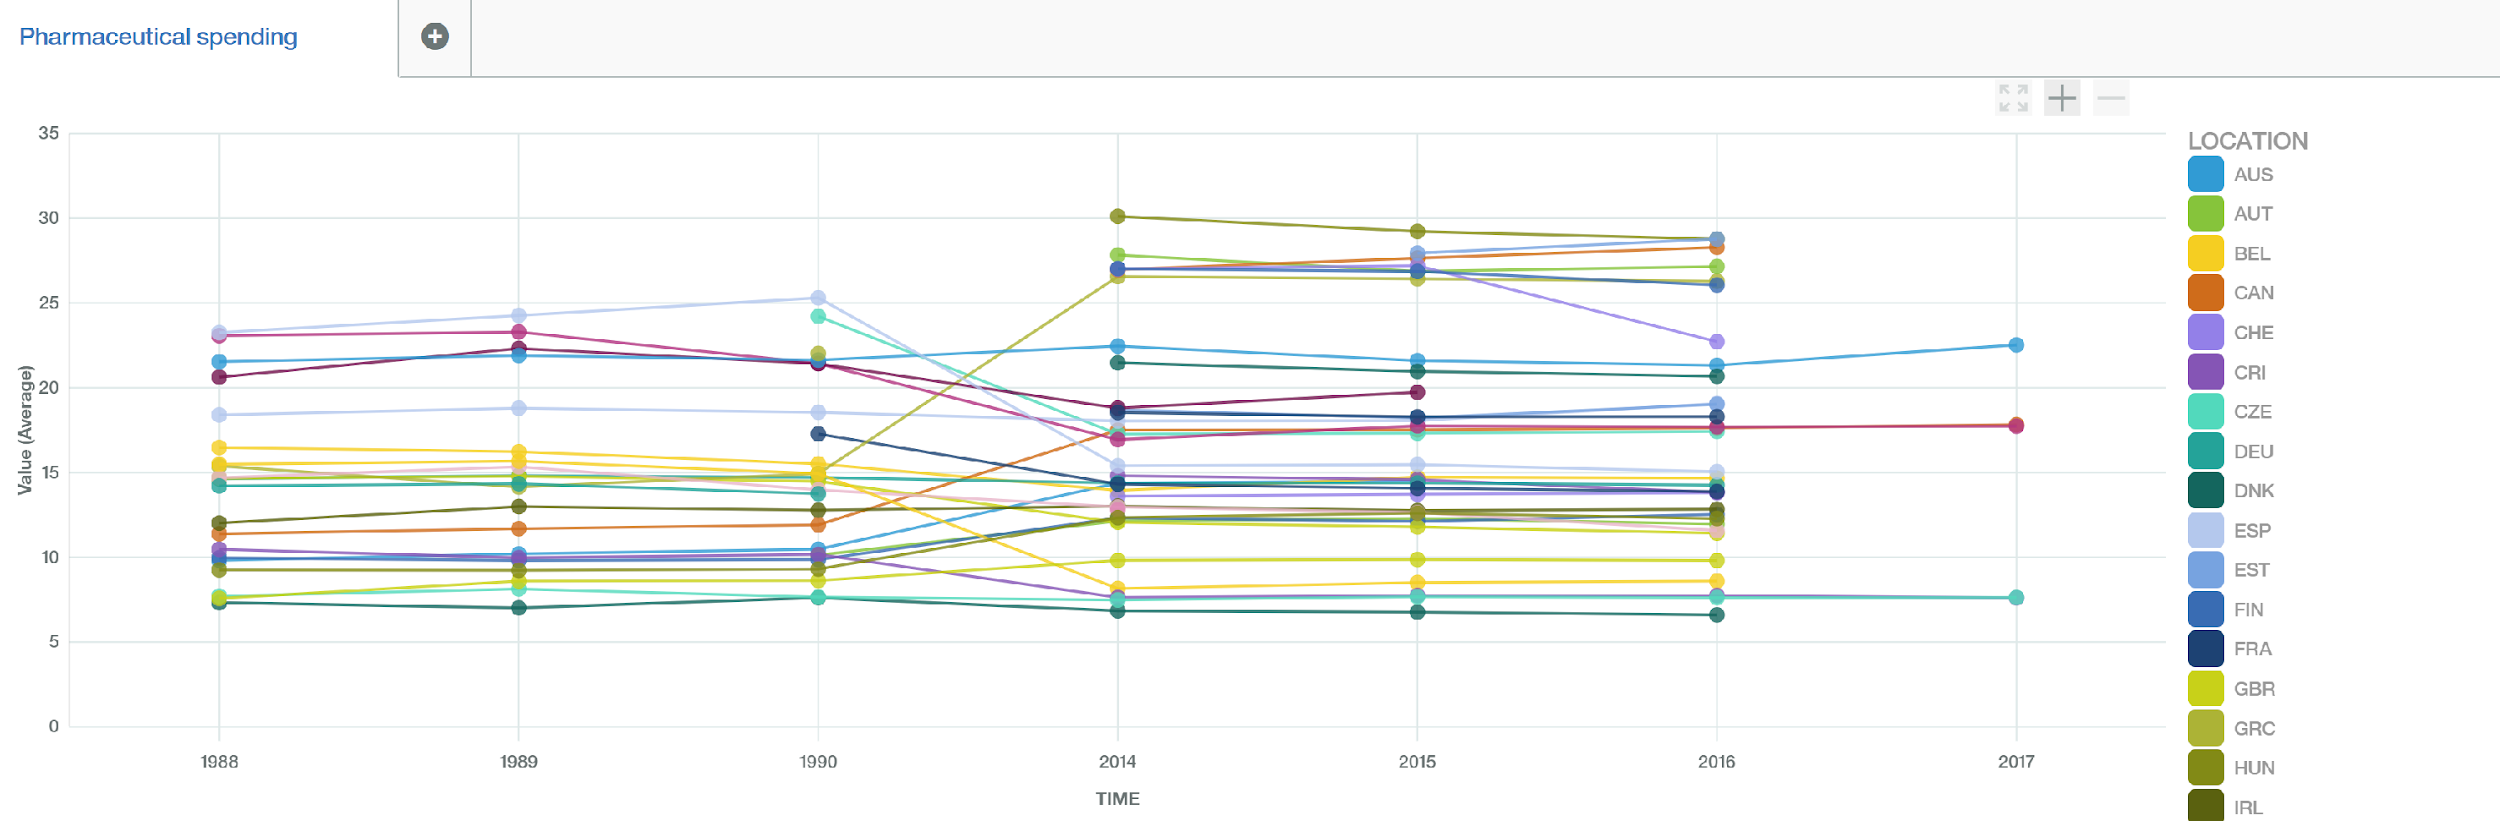 Pharmaceutical spending
LOCATION
AUS
AUT
BEL
CAN
CHE
CRI
CZE
DEU
DNK
ESP
EST
FIN
FRA
GBR
GRC
HUN
IRL
Value (Average)
35
30
25
20
15
10
5
0
1988 1989 1990 2014 2015 2016 2017
TIME